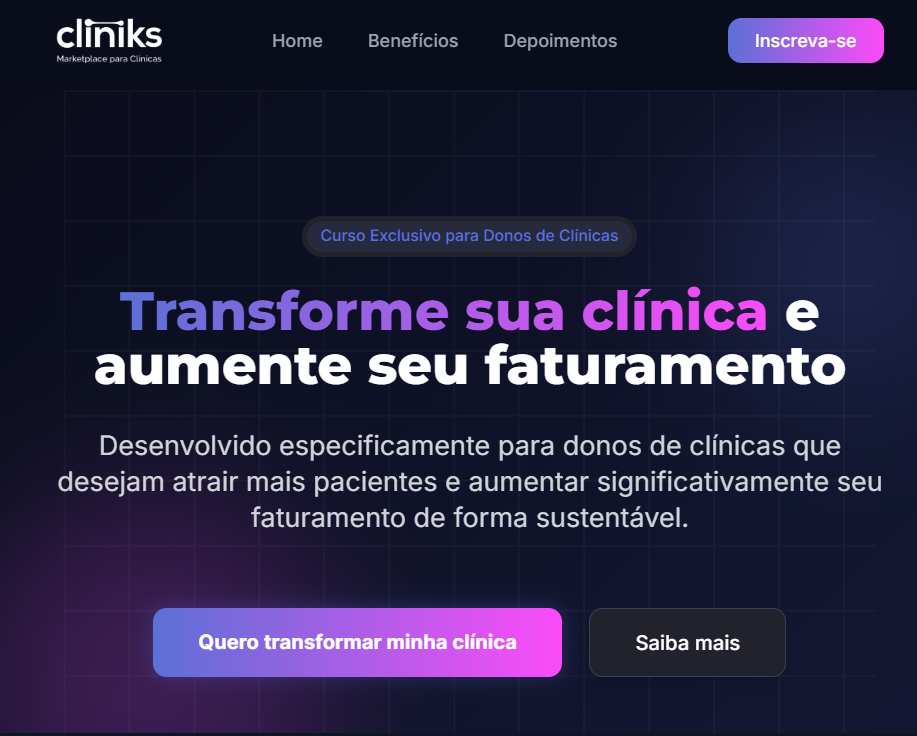 cliniks
Marketplace para Clínicas
Home
Benefícios
Depoimentos
Inscreva-se
Curso Exclusivo para Donos de Clínicas
Transforme sua clínica e
aumente seu faturamento
Desenvolvido especificamente para donos de clínicas que
desejam atrair mais pacientes e aumentar significativamente seu
faturamento de forma sustentável.
Quero transformar minha clínica
Saiba mais